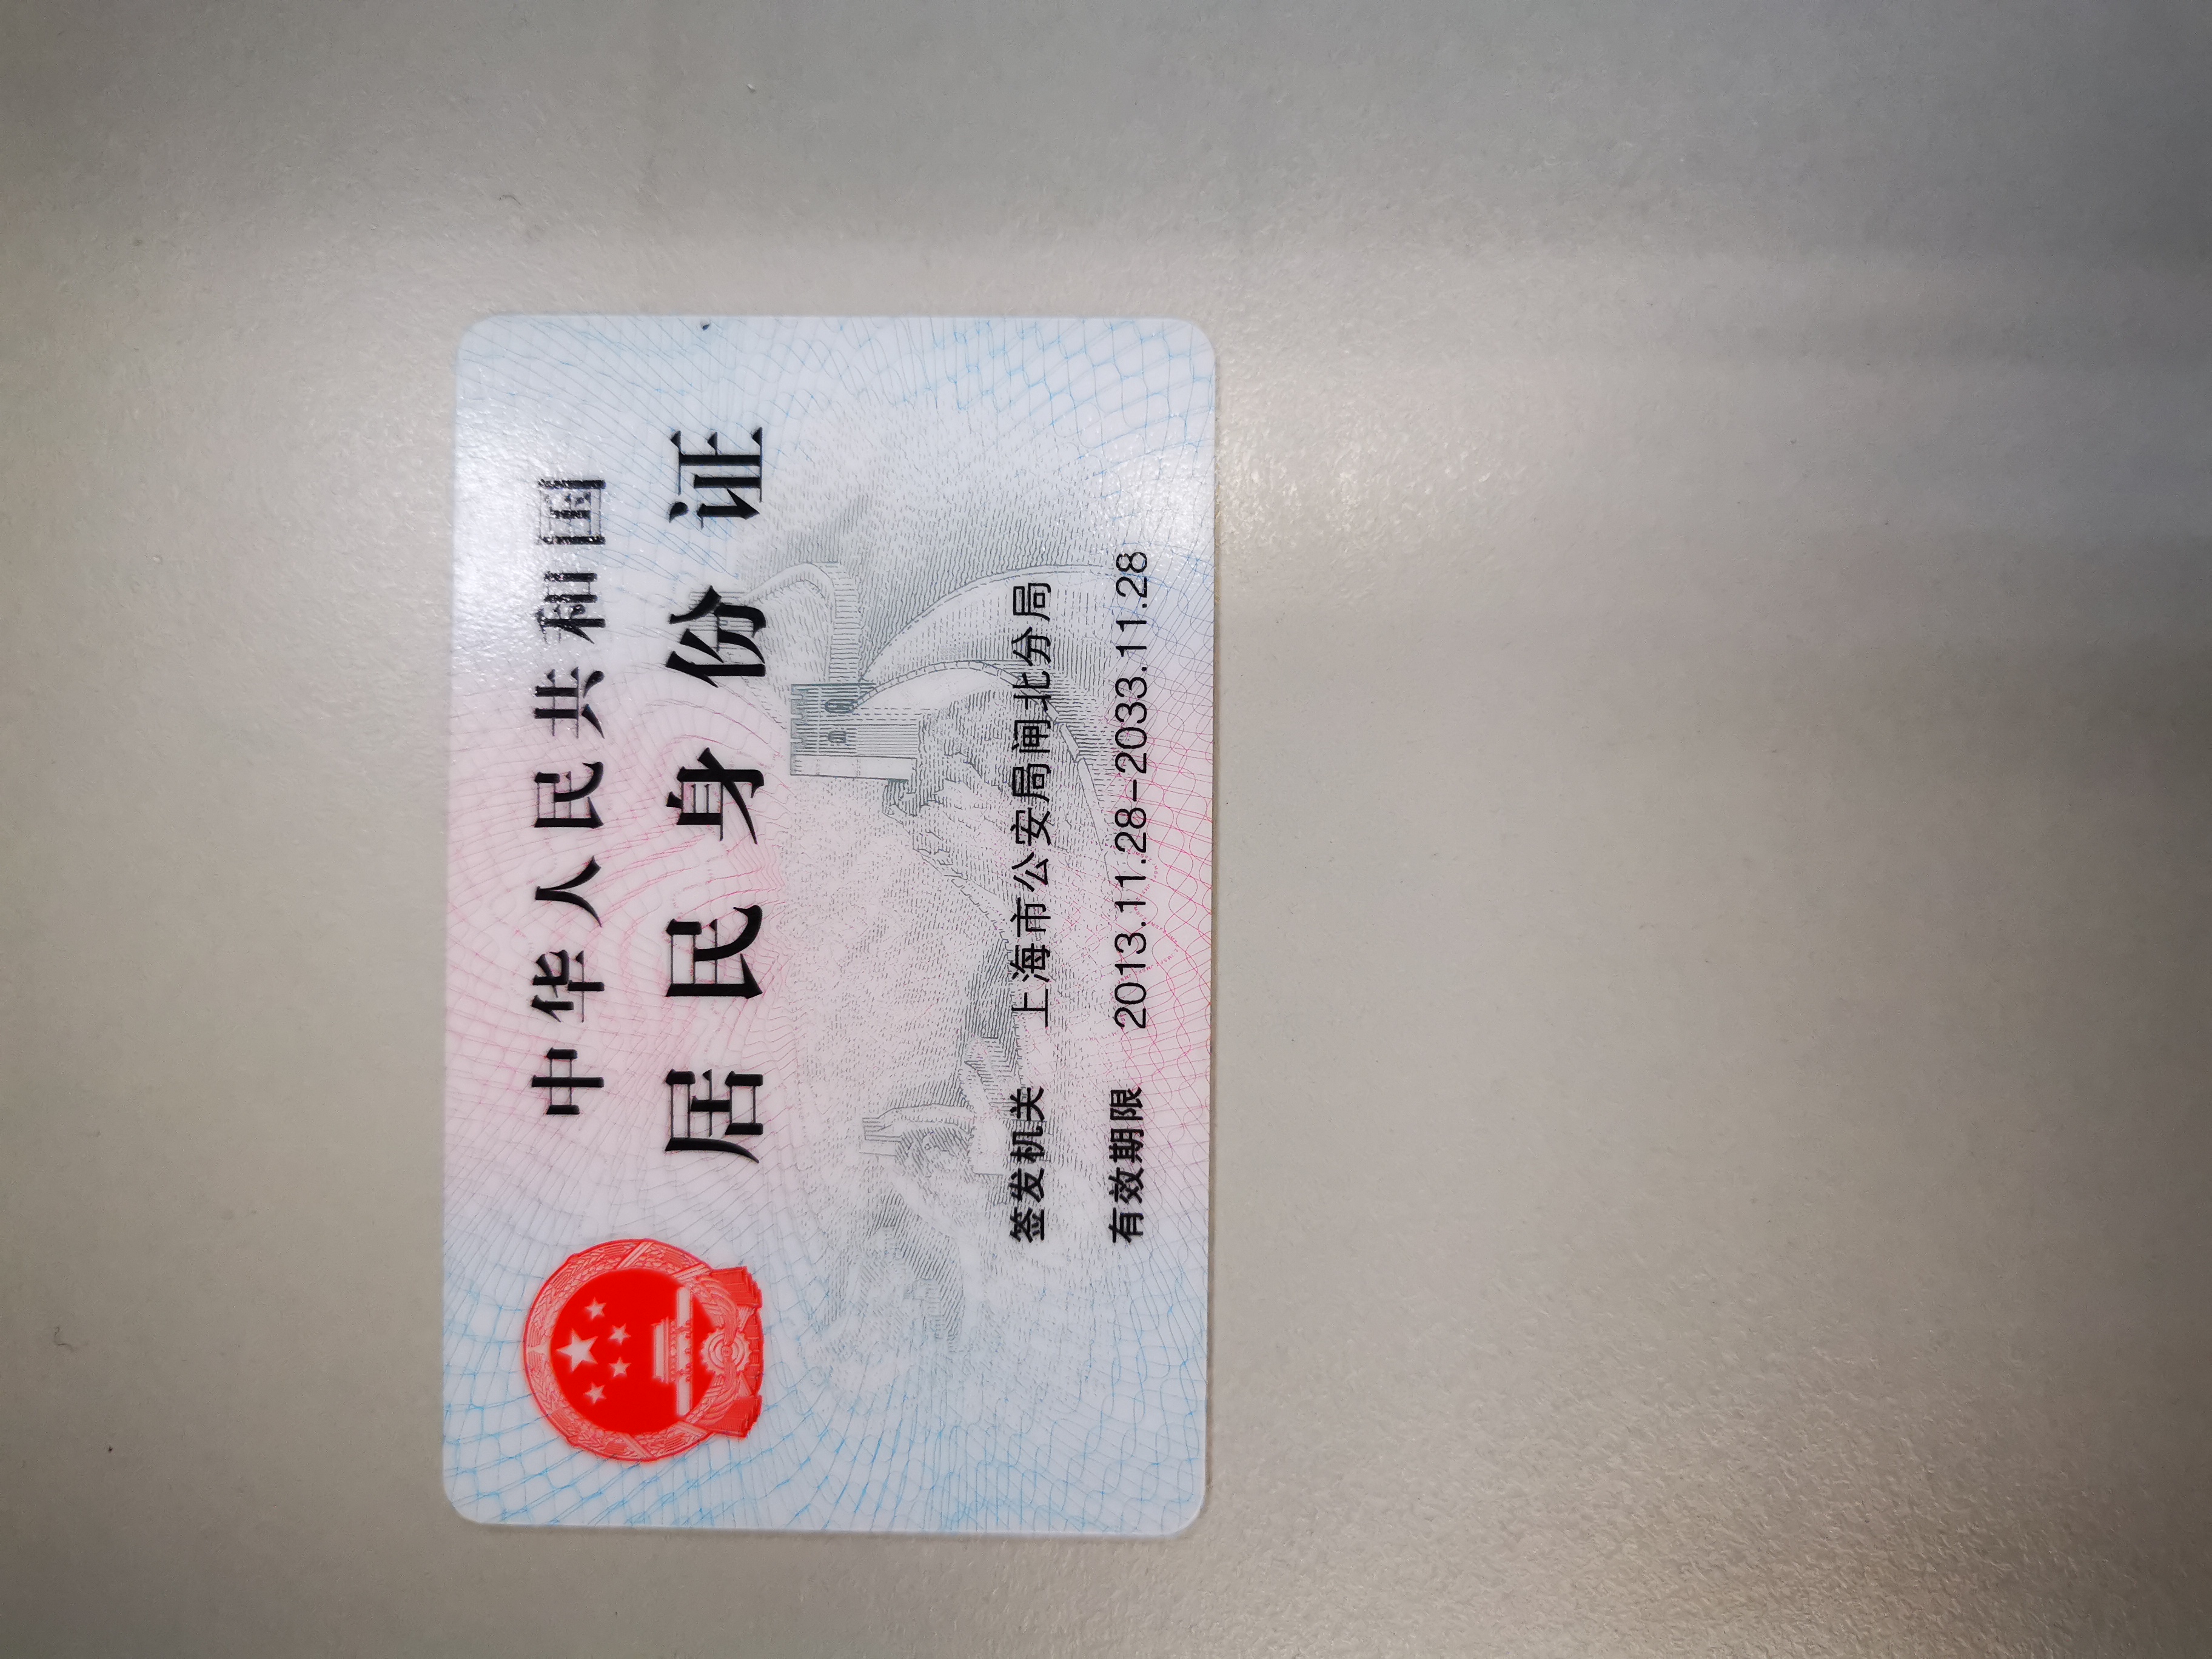 中华人民共和国
居民身份证
签发机关 上海市公安局闸北分局
有效期限 2013.11.28-2033.11.28